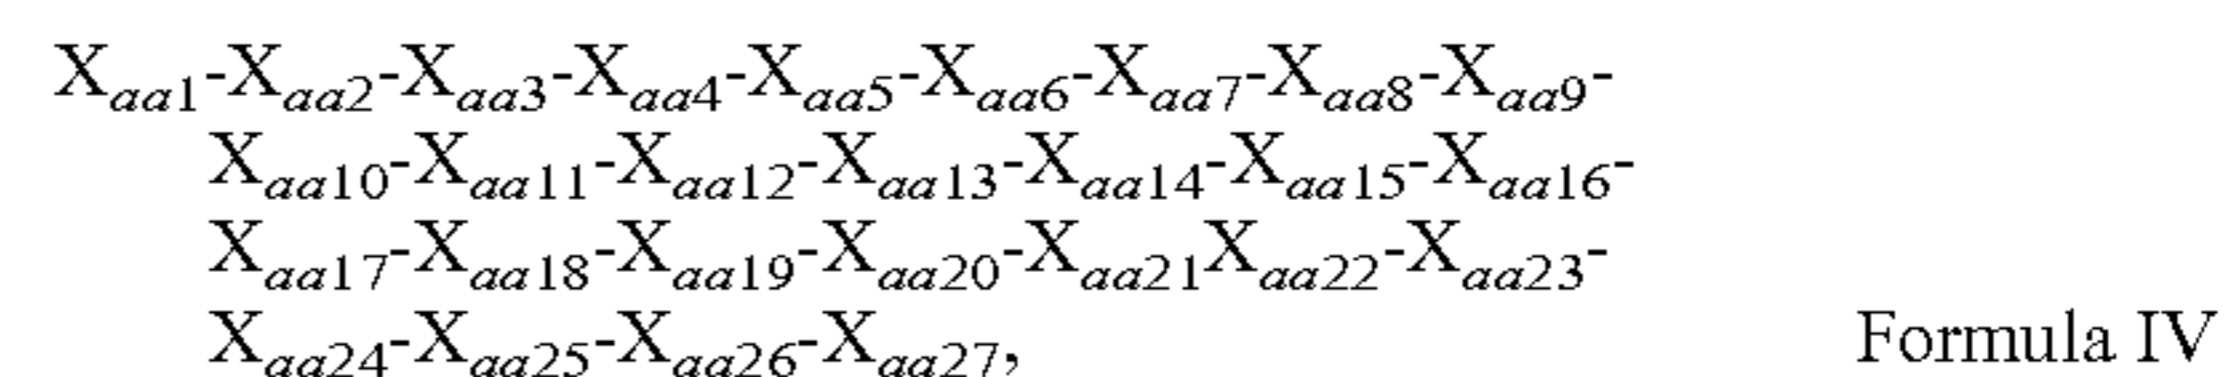 Xaa1-Xaa2-Xaa3-Xaa4-Xaa5-Xaa6-Xaa7-Xaa8-Xaa9-
Xaa10-Xaa11-Xaa12-Xaa13-Xaa14-Xaa15-Xaa16-
Xaa17-Xaa18-Xaa19-Xaa20-Xaa21Xaa22-Xaa23-
Xaa24-Xaa25-Xaa26-Xaa27, Formula IV